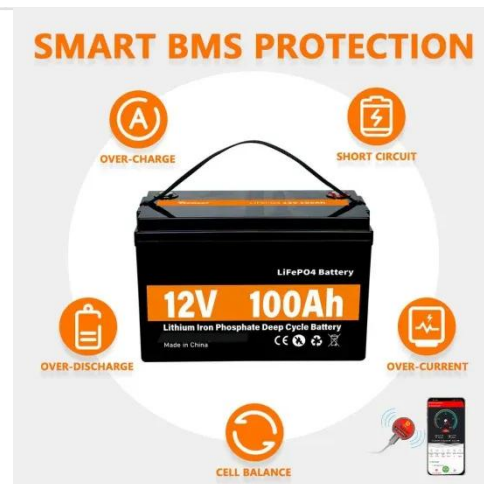 SMART BMS PROTECTION
A
OVER-CHARGE
SHORT CIRCUIT
LiFePO4 Battery
12V 100Ah
Lithium Iron Phosphate Deep Cycle Battery
Made in China
CE
OVER-DISCHARGE
OVER-CURRENT
CELL BALANCE